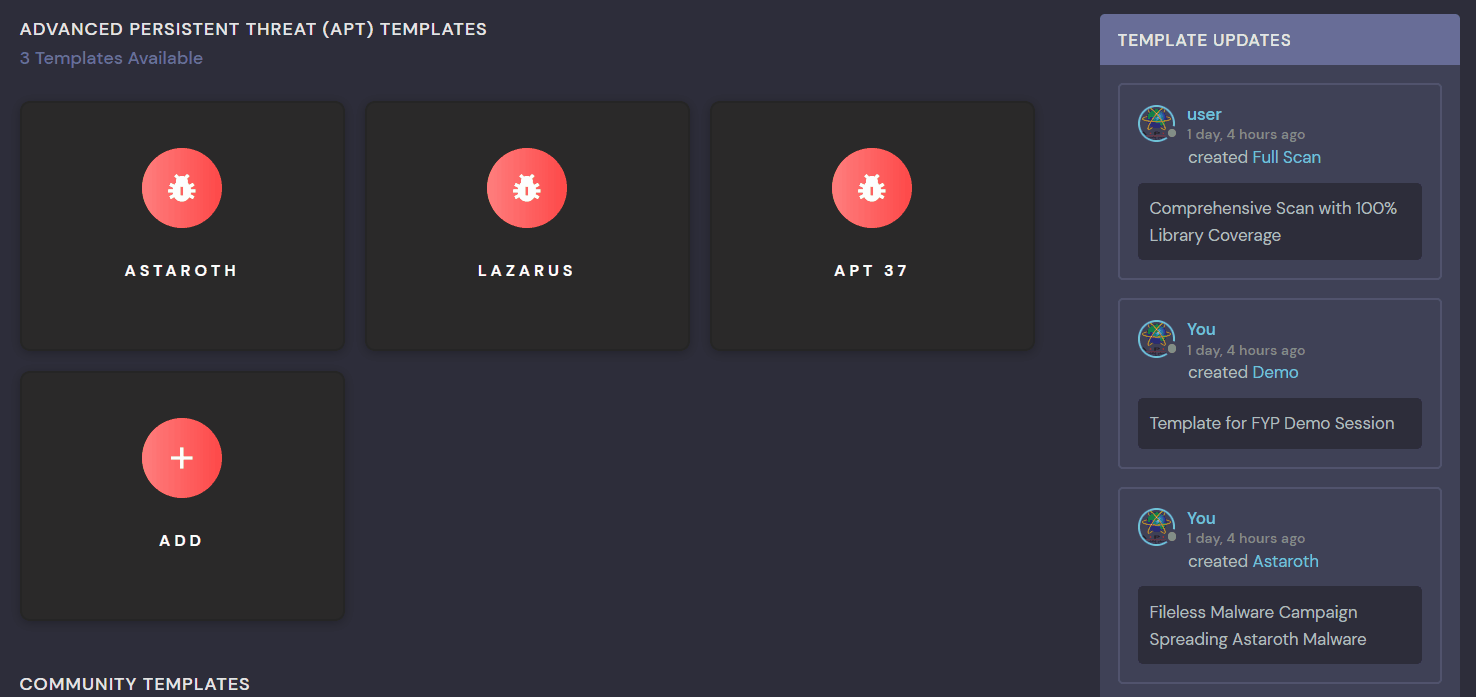 ADVANCED PERSISTENT THREAT (APT) TEMPLATES
3 Templates Available
ASTAROTH
LAZARUS
APT 37
ADD
COMMUNITY TEMPLATES
TEMPLATE UPDATES
user
1 day, 4 hours ago
created Full Scan
Comprehensive Scan with 100%
Library Coverage
You
1 day, 4 hours ago
created Demo
Template for FYP Demo Session
You
1 day, 4 hours ago
created Astaroth
Fileless Malware Campaign
Spreading Astaroth Malware